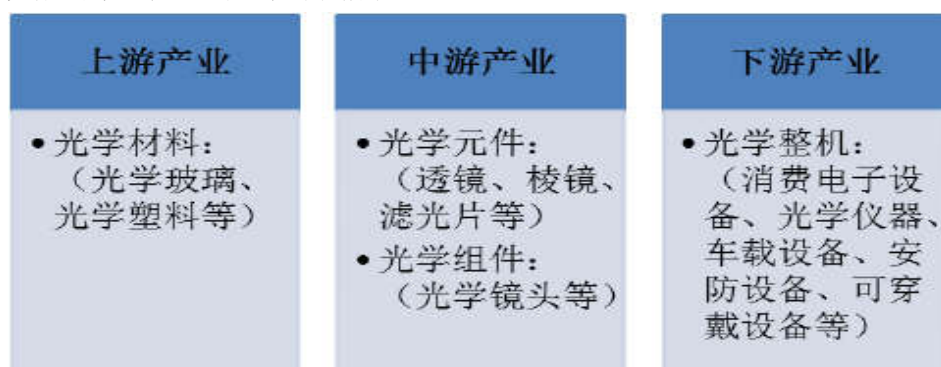 上游产业
• 光学材料：
（光学玻璃、
光学塑料等）
中游产业
• 光学元件：
（透镜、棱镜、
滤光片等）
• 光学组件：
（光学镜头等）
下游产业
• 光学整机：
（消费电子设
备、光学仪器、
车载设备、安
防设备、可穿
戴设备等）